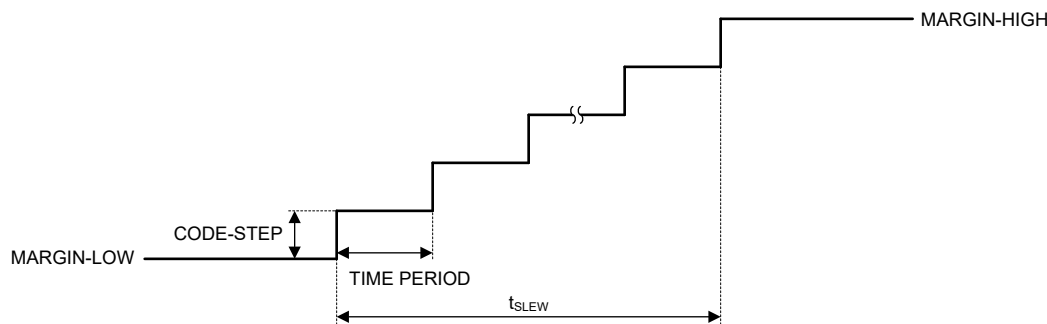 MARGIN-HIGH
CODE-STEP
MARGIN-LOW
TIME PERIOD
tSLEW